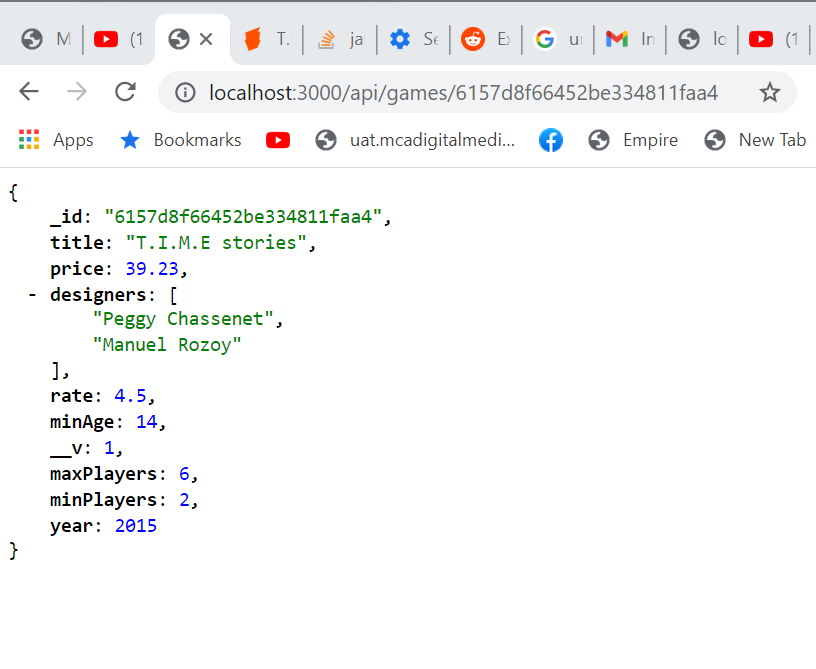 M
(1
T.
ja
Se
Ex
In
lo
(1
localhost:3000/api/games/6157d8f66452be334811faa4
Apps
Bookmarks
uat.mcadigitalmedi...
Empire
New Tab
{
_id: "6157d8f66452be334811faa4",
title: "T.I.M.E stories",
price: 39.23,
- designers: [
"Peggy Chassenet",
"Manuel Rozoy"
],
rate: 4.5,
minAge: 14,
__v: 1,
maxPlayers: 6,
minPlayers: 2,
year: 2015
}